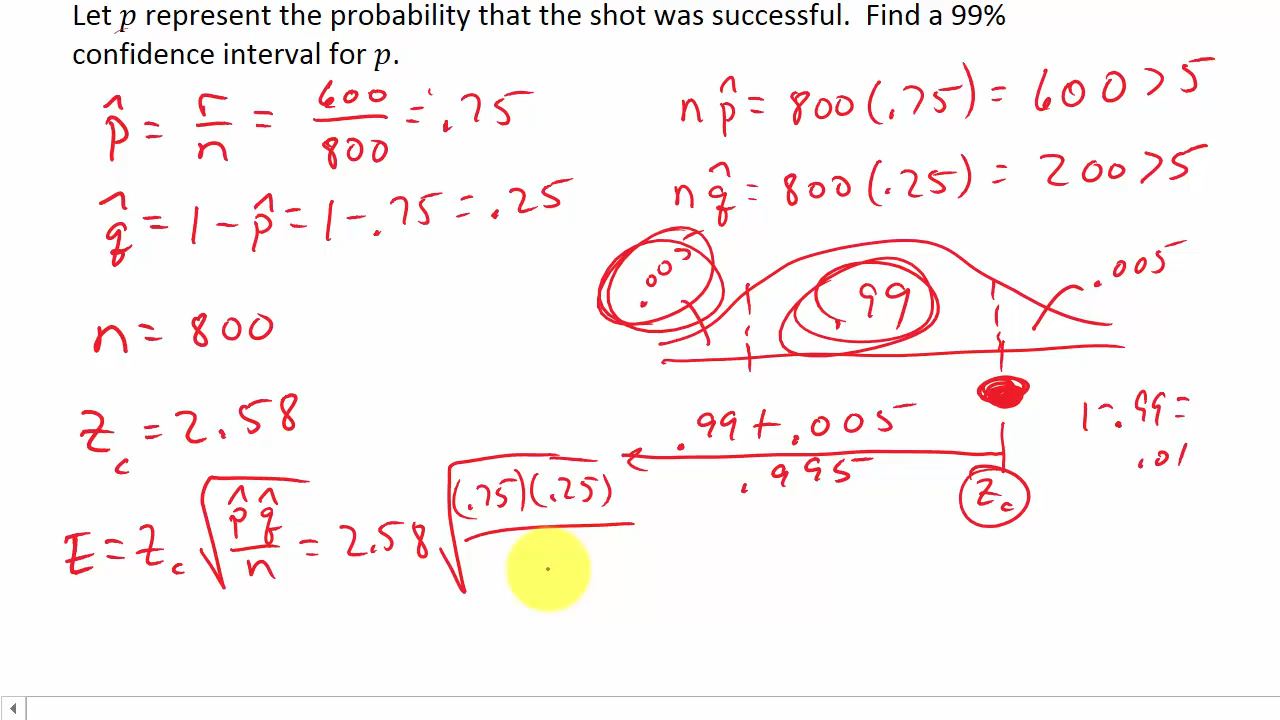 Let p represent the probability that the shot was successful. Find a 99%
confidence interval for p.
p̂ = r/n = 600/800 = .75
q̂ = 1 - p̂ = 1 - .75 = .25
n = 800
z_c = 2.58
E = z_c √(p̂q̂/n) = 2.58 √((.75)(.25)/
n p̂ = 800(.75) = 600 > 5
n q̂ = 800(.25) = 200 > 5
.005 .99 .005
.99 + .005
.995
z_c
1 - .99 =
.01